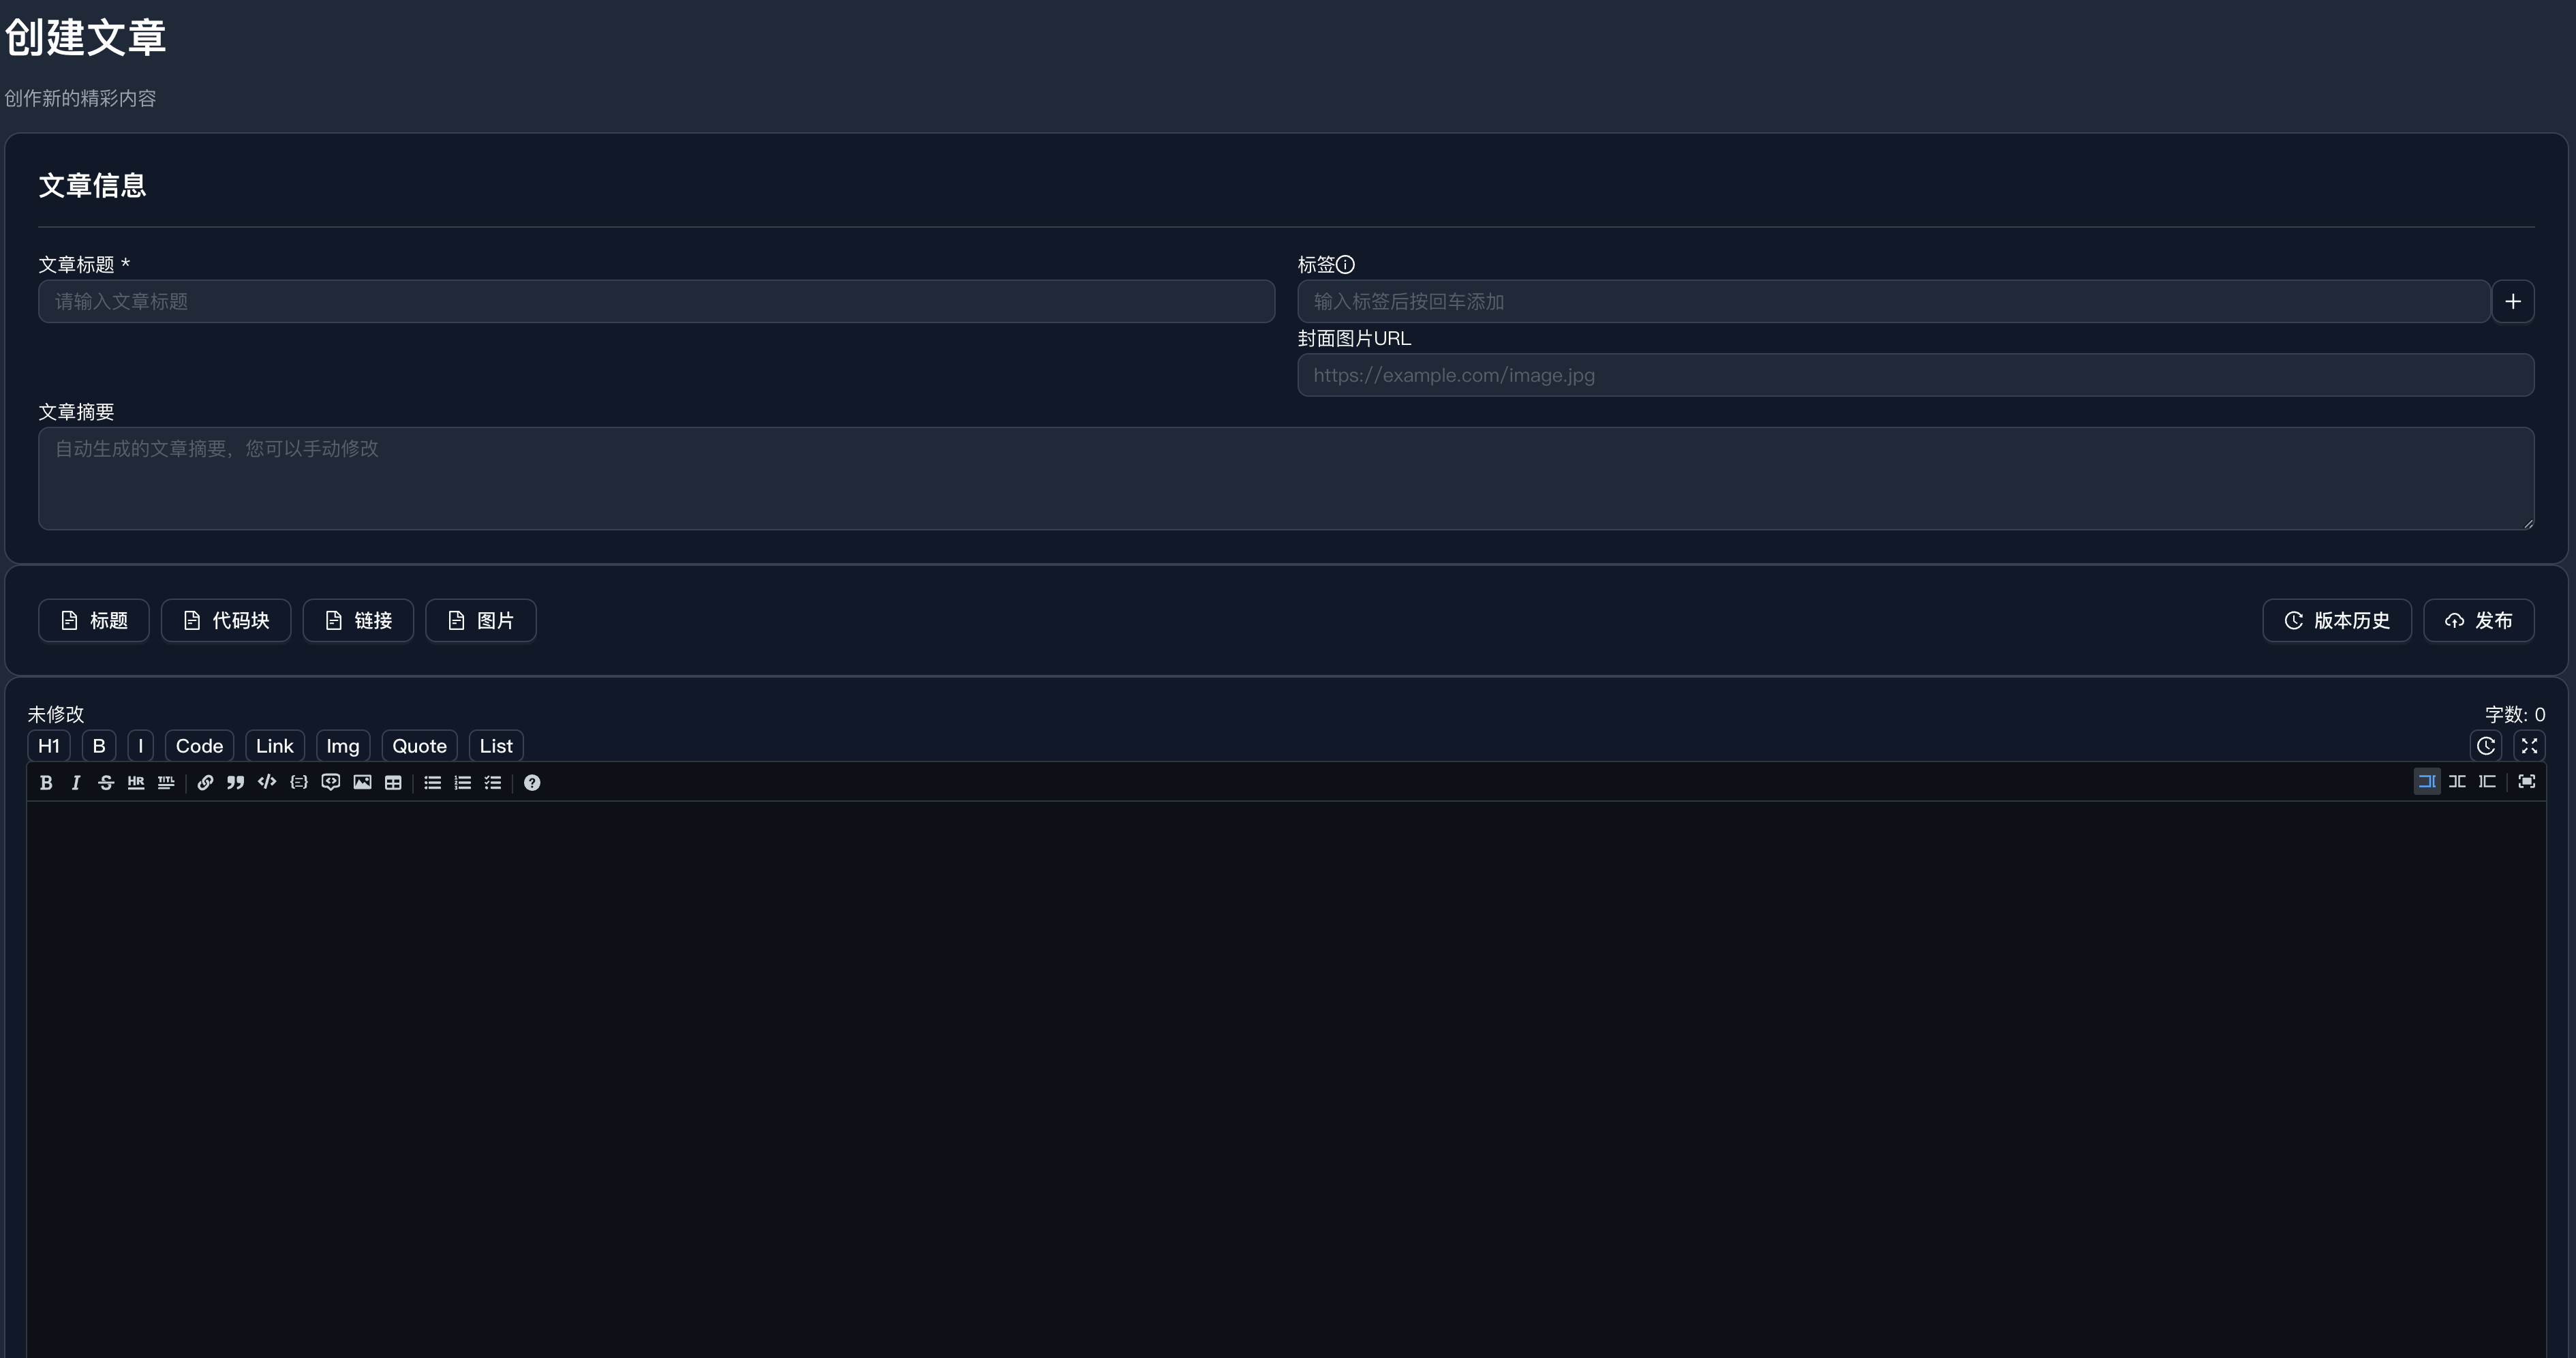 创建文章
创作新的精彩内容
文章信息
文章标题 *
请输入文章标题
标签
输入标签后按回车添加
封面图片URL
https://example.com/image.jpg
文章摘要
自动生成的文章摘要，您可以手动修改
标题 代码块 链接 图片 版本历史 发布
未修改 字数: 0
H1 B I Code Link Img Quote List
B I S HR TITL